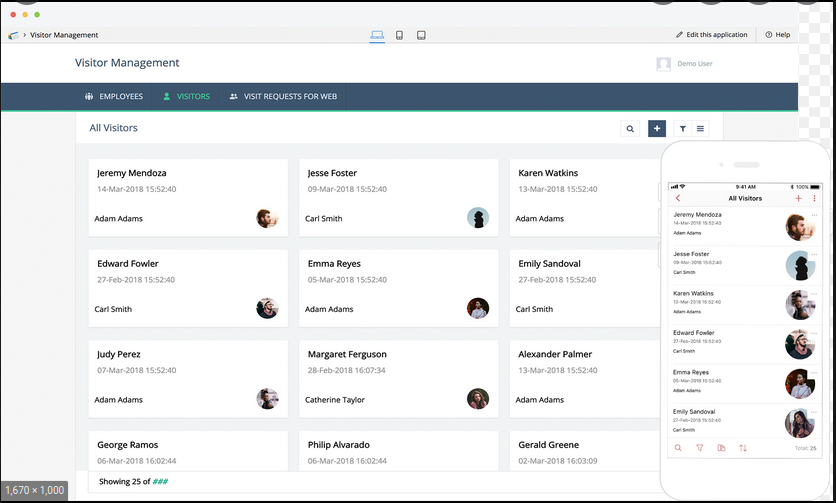 › Visitor Management
Edit this application
Help
Visitor Management
Demo User
EMPLOYEES VISITORS VISIT REQUESTS FOR WEB
All Visitors
Jeremy Mendoza
14-Mar-2018 15:52:40
Adam Adams
Jesse Foster
09-Mar-2018 15:52:40
Carl Smith
Karen Watkins
13-Mar-2018 15:52:40
Adam Adams
Edward Fowler
27-Feb-2018 15:52:40
Carl Smith
Emma Reyes
05-Mar-2018 15:52:40
Adam Adams
Emily Sandoval
27-Feb-2018 15:52:40
Carl Smith
Judy Perez
07-Mar-2018 15:52:40
Adam Adams
Margaret Ferguson
28-Feb-2018 16:07:34
Catherine Taylor
Alexander Palmer
13-Mar-2018 15:52:40
Adam Adams
George Ramos
06-Mar-2018 16:02:44
Philip Alvarado
06-Mar-2018 16:02:44
Gerald Greene
02-Mar-2018 16:03:09
Showing 25 of ###
9:41 AM
100%
All Visitors
Jeremy Mendoza
14-Mar-2018 15:52:40
Adam Adams
Jesse Foster
09-Mar-2018 15:52:40
Carl Smith
Karen Watkins
13-Mar-2018 15:52:40
Adam Adams
Edward Fowler
27-Feb-2018 15:52:40
Carl Smith
Emma Reyes
05-Mar-2018 15:52:40
Adam Adams
Emily Sandoval
27-Feb-2018 15:52:40
Carl Smith
Total: 25
1,670 × 1,000